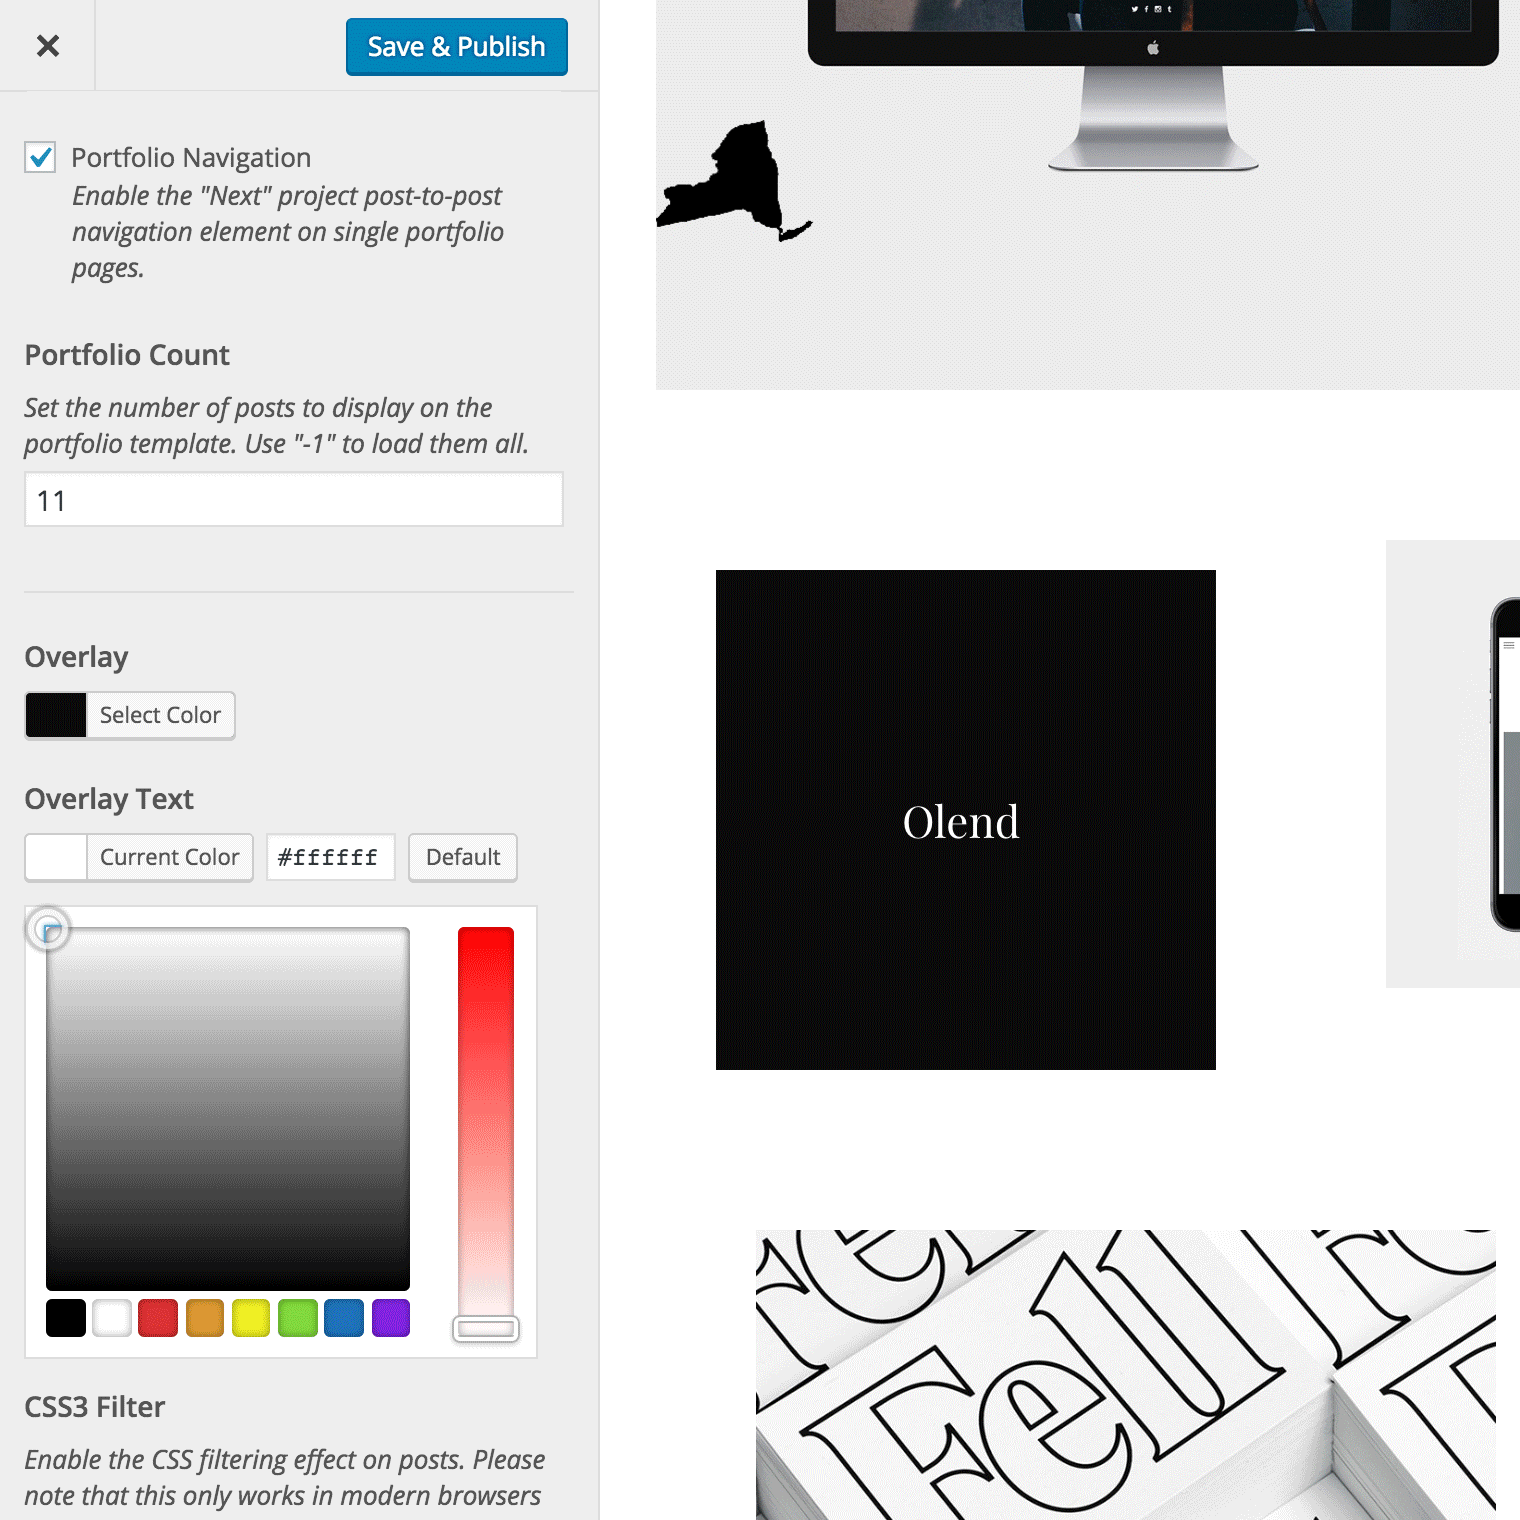 Save & Publish
Portfolio Navigation
Enable the "Next" project post-to-post
navigation element on single portfolio
pages.
Portfolio Count
Set the number of posts to display on the
portfolio template. Use "-1" to load them all.
11
Overlay
Select Color
Overlay Text
Current Color
#ffffff
Default
CSS3 Filter
Enable the CSS filtering effect on posts. Please
note that this only works in modern browsers
Olend
Fell